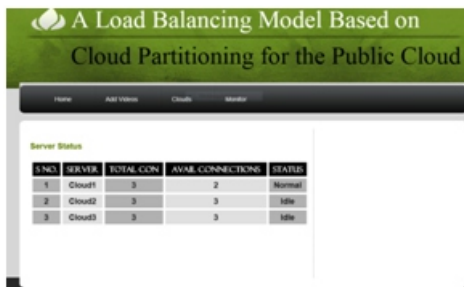 A Load Balancing Model Based on
Cloud Partitioning for the Public Cloud
Home Add Videos Clouds Monitor
Server Status
S NO. SERVER TOTAL CON AVAIL CONNECTIONS STATUS
1 Cloud1 3 2 Normal
2 Cloud2 3 3 Idle
3 Cloud3 3 3 Idle